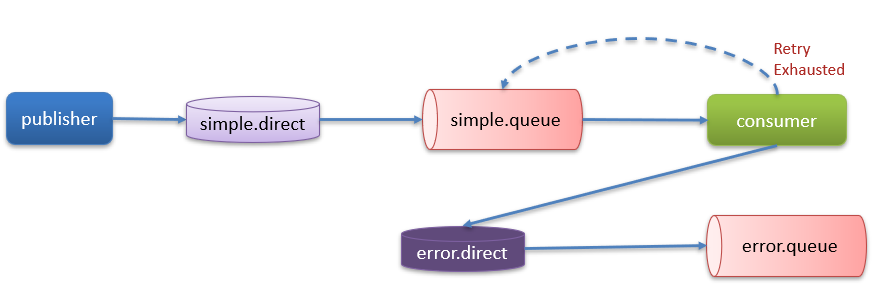 Retry
Exhausted
publisher
simple.direct
simple.queue
consumer
error.direct
error.queue